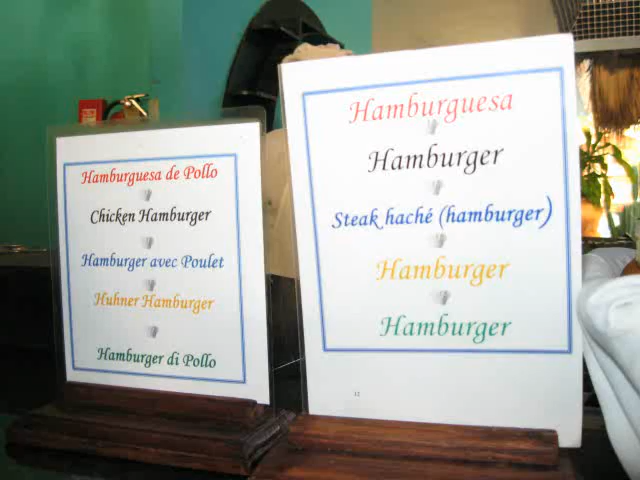 Hamburguesa de Pollo
Chicken Hamburger
Hamburger avec Poulet
Huhner Hamburger
Hamburger di Pollo
Hamburguesa
Hamburger
Steak haché (hamburger)
Hamburger
Hamburger
12